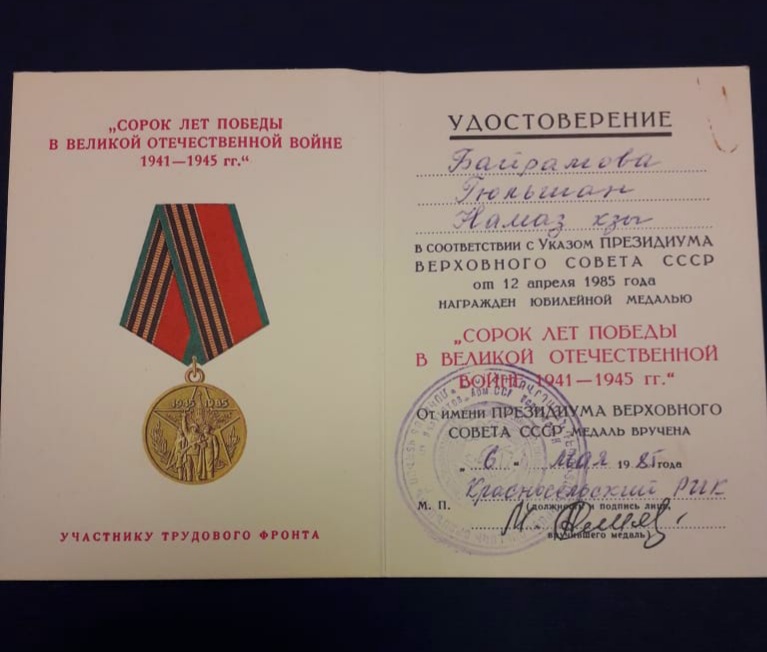 „СОРОК ЛЕТ ПОБЕДЫ
В ВЕЛИКОЙ ОТЕЧЕСТВЕННОЙ ВОЙНЕ
1941—1945 гг.“
1945 1985
УЧАСТНИКУ ТРУДОВОГО ФРОНТА
УДОСТОВЕРЕНИЕ
Байрамова
Гюльшан
Намаз кзы
В СООТВЕТСТВИИ С УКАЗОМ ПРЕЗИДИУМА
ВЕРХОВНОГО СОВЕТА СССР
от 12 апреля 1985 года
НАГРАЖДЕН ЮБИЛЕЙНОЙ МЕДАЛЬЮ
„СОРОК ЛЕТ ПОБЕДЫ
В ВЕЛИКОЙ ОТЕЧЕСТВЕННОЙ
ВОЙНЕ 1941—1945 гг.“
ОТ ИМЕНИ ПРЕЗИДИУМА ВЕРХОВНОГО
СОВЕТА СССР МЕДАЛЬ ВРУЧЕНА
„6“ мая 1985 года
Красносельский РИК
М. П.
(должность и подпись лица,
вручившего медаль)